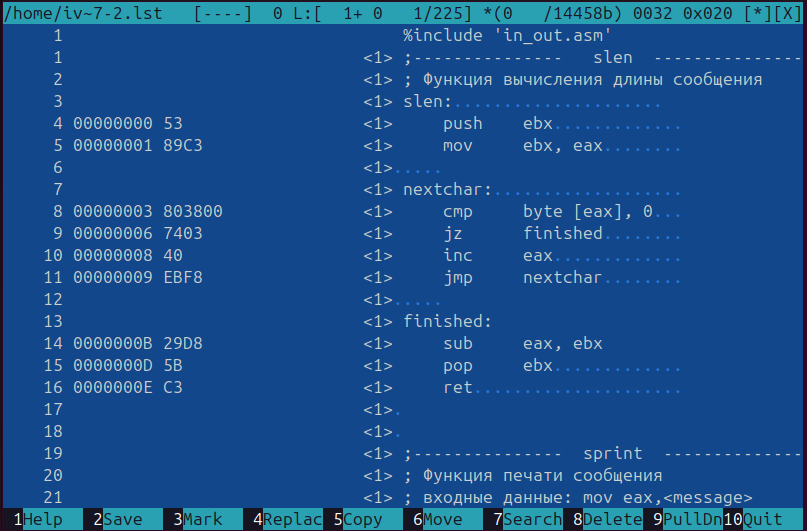 /home/iv~7-2.lst   [----]  0 L:[  1+ 0   1/225] *(0   /14458b) 0032 0x020 [*][X]
     1                                  %include 'in_out.asm'
     1                              <1> ;---------------   slen  ---------------
     2                              <1> ; Функция вычисления длины сообщения
     3                              <1> slen:.....................
     4 00000000 53                  <1>     push    ebx.............
     5 00000001 89C3                <1>     mov     ebx, eax........
     6                              <1>.....
     7                              <1> nextchar:...................
     8 00000003 803800              <1>     cmp     byte [eax], 0...
     9 00000006 7403                <1>     jz      finished........
    10 00000008 40                  <1>     inc     eax.............
    11 00000009 EBF8                <1>     jmp     nextchar........
    12                              <1>.....
    13                              <1> finished:
    14 0000000B 29D8                <1>     sub     eax, ebx
    15 0000000D 5B                  <1>     pop     ebx.............
    16 0000000E C3                  <1>     ret.....................
    17                              <1>.
    18                              <1>.
    19                              <1> ;---------------  sprint  --------------
    20                              <1> ; Функция печати сообщения
    21                              <1> ; входные данные: mov eax,<message>
1Help   2Save   3Mark   4Replac 5Copy   6Move   7Search 8Delete 9PullDn10Quit